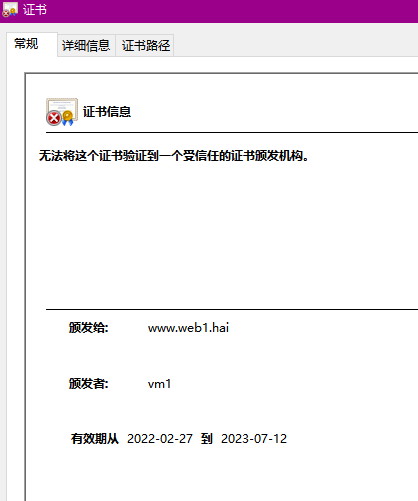 证书
常规 详细信息 证书路径
证书信息
无法将这个证书验证到一个受信任的证书颁发机构。
颁发给: www.web1.hai
颁发者: vm1
有效期从 2022-02-27 到 2023-07-12